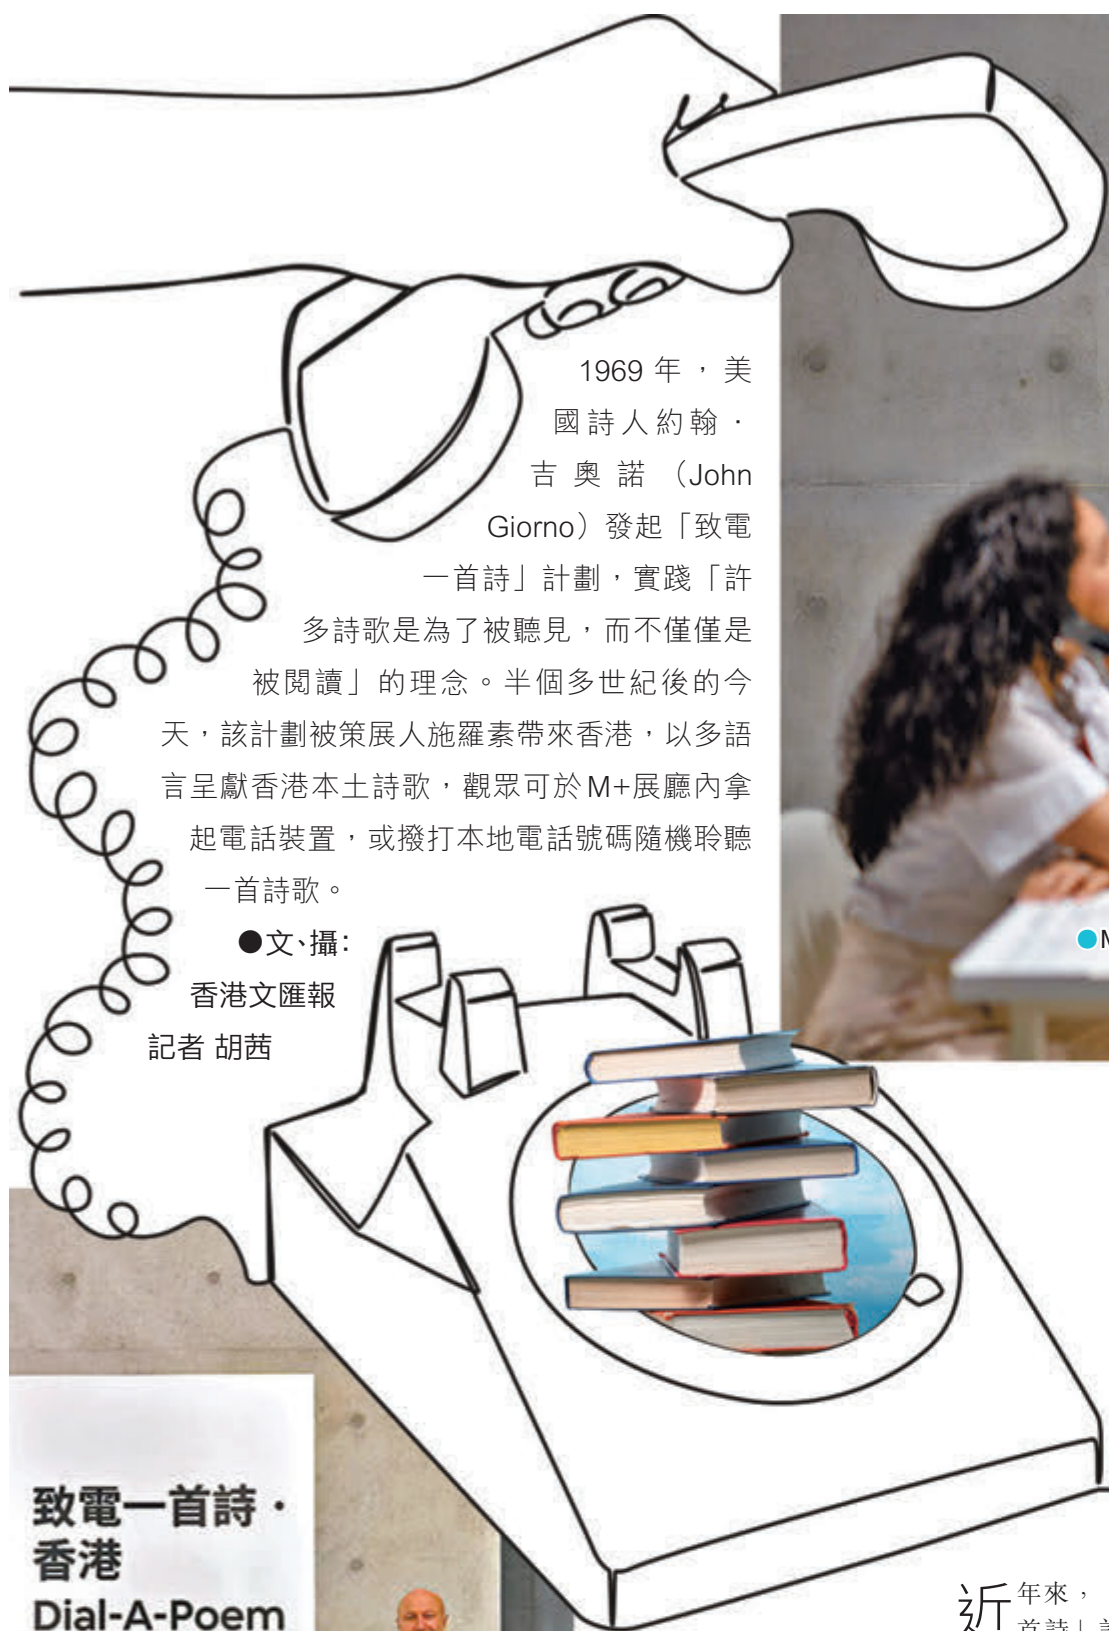 1969 年，美
國詩人約翰·
吉奧諾（John
Giorno）發起「致電
一首詩」計劃，實踐「許
多詩歌是為了被聽見，而不僅僅是
被閱讀」的理念。半個多世紀後的今
天，該計劃被策展人施羅素帶來香港，以多語
言呈獻香港本土詩歌，觀眾可於M+展廳內拿
起電話裝置，或撥打本地電話號碼隨機聆聽
一首詩歌。
●文、攝：
香港文匯報
記者 胡茜
●M
致電一首詩·
香港
Dial-A-Poem
近年來，
首詩」